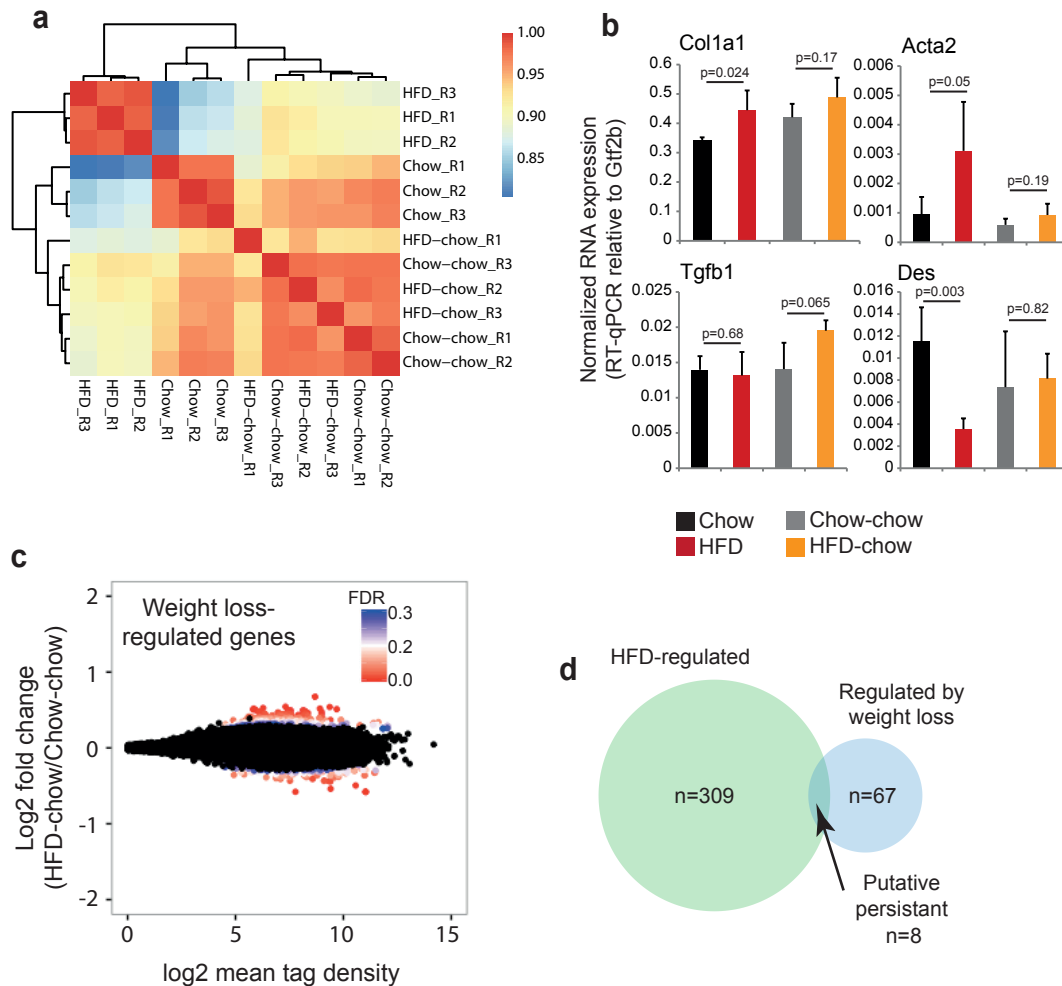 a
1.00
0.95
0.90
0.85
HFD_R3
HFD_R1
HFD_R2
Chow_R1
Chow_R2
Chow_R3
HFD−chow_R1
Chow−chow_R3
HFD−chow_R2
HFD−chow_R3
Chow−chow_R1
Chow−chow_R2
HFD_R3
HFD_R1
HFD_R2
Chow_R1
Chow_R2
Chow_R3
HFD−chow_R1
Chow−chow_R3
HFD−chow_R2
HFD−chow_R3
Chow−chow_R1
Chow−chow_R2
b
Normalized RNA expression
(RT-qPCR relative to Gtf2b)
Col1a1
p=0.024
p=0.17
0.6
0.5
0.4
0.3
0.2
0.1
0
Acta2
p=0.05
p=0.19
0.006
0.005
0.004
0.003
0.002
0.001
0
Tgfb1
p=0.68
p=0.065
0.025
0.02
0.015
0.01
0.005
0
Des
p=0.003
p=0.82
0.016
0.014
0.012
0.01
0.008
0.006
0.004
0.002
0
Chow
Chow-chow
HFD
HFD-chow
c
Weight loss-
regulated genes
FDR
0.3
0.2
0.0
2
1
0
-1
-2
Log2 fold change
(HFD-chow/Chow-chow)
0
5
10
15
log2 mean tag density
d
HFD-regulated
Regulated by
weight loss
n=309
n=67
Putative
persistant
n=8